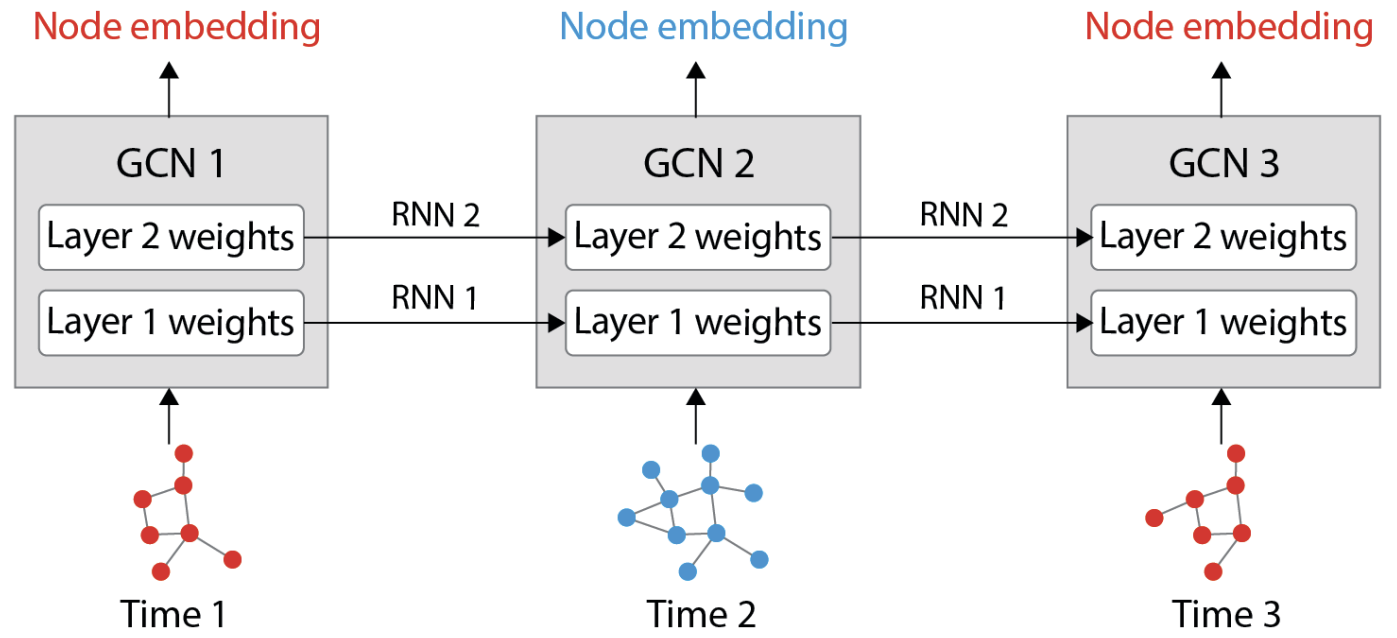 Node embedding
Node embedding
Node embedding
GCN 1
GCN 2
GCN 3
Layer 2 weights
RNN 2
Layer 2 weights
RNN 2
Layer 2 weights
Layer 1 weights
RNN 1
Layer 1 weights
RNN 1
Layer 1 weights
Time 1
Time 2
Time 3